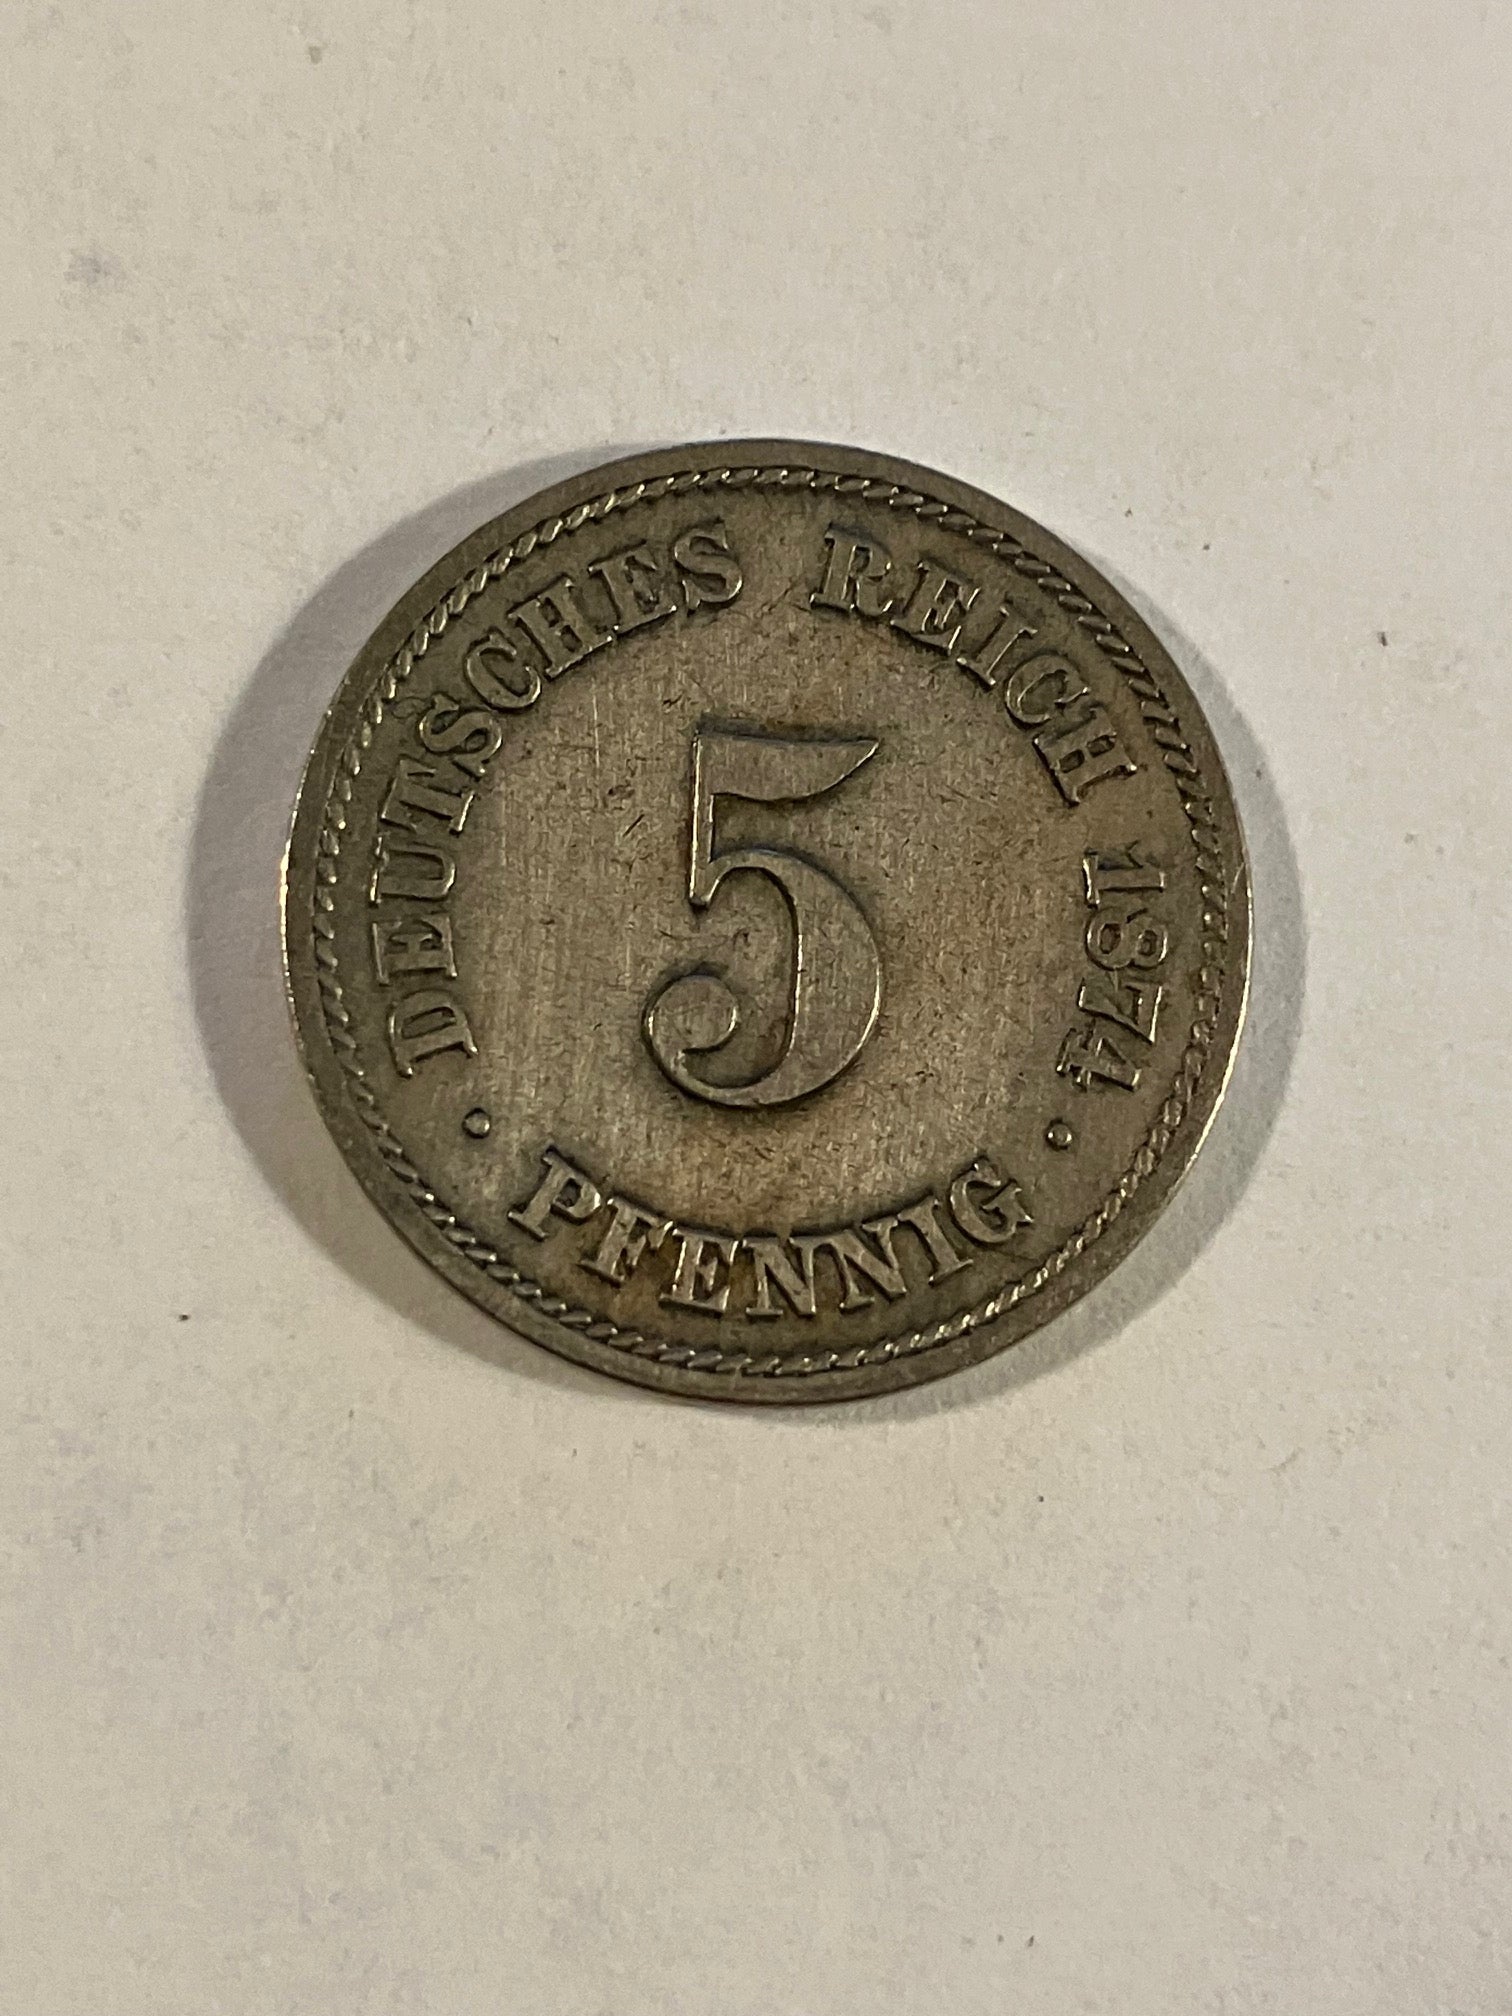 DEUTSCHES REICH 1874
5
· PFENNIG ·